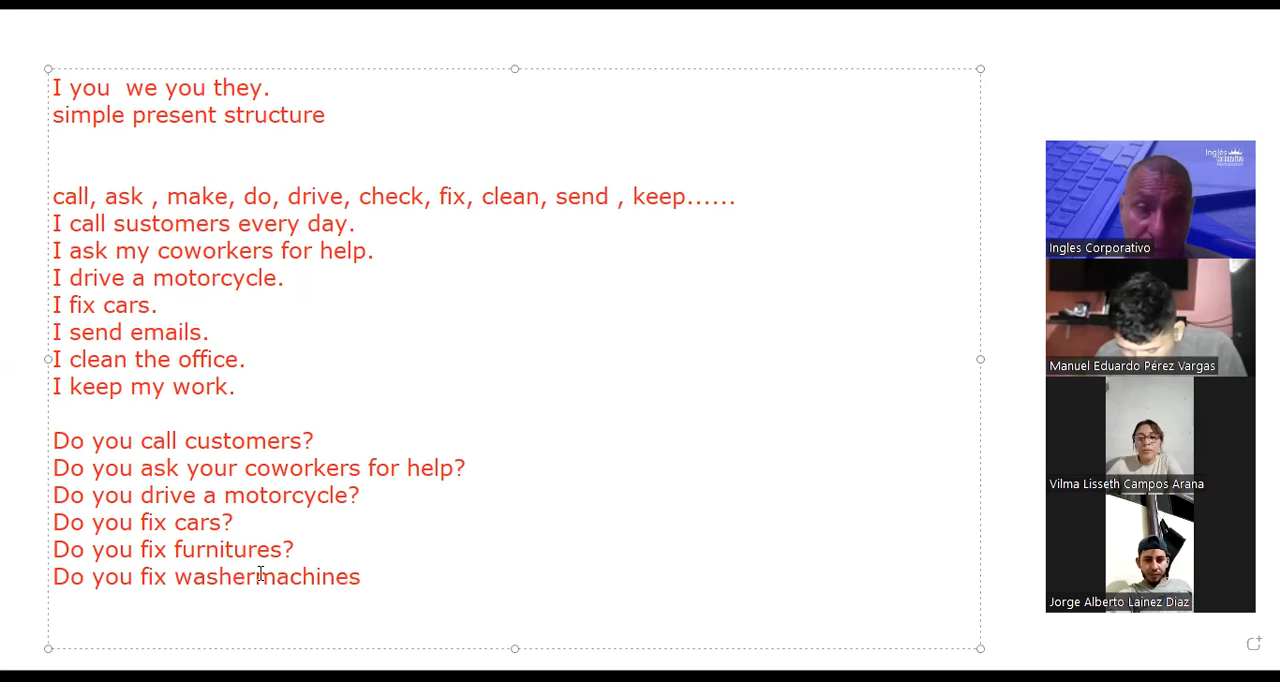 I you  we you they.
simple present structure
call, ask , make, do, drive, check, fix, clean, send , keep......
I call sustomers every day.
I ask my coworkers for help.
I drive a motorcycle.
I fix cars.
I send emails.
I clean the office.
I keep my work.
Do you call customers?
Do you ask your coworkers for help?
Do you drive a motorcycle?
Do you fix cars?
Do you fix furnitures?
Do you fix washermachines
Inglés
Corporativo
Ingles Corporativo
Manuel Eduardo Pérez Vargas
Vilma Lisseth Campos Arana
Jorge Alberto Lainez Diaz